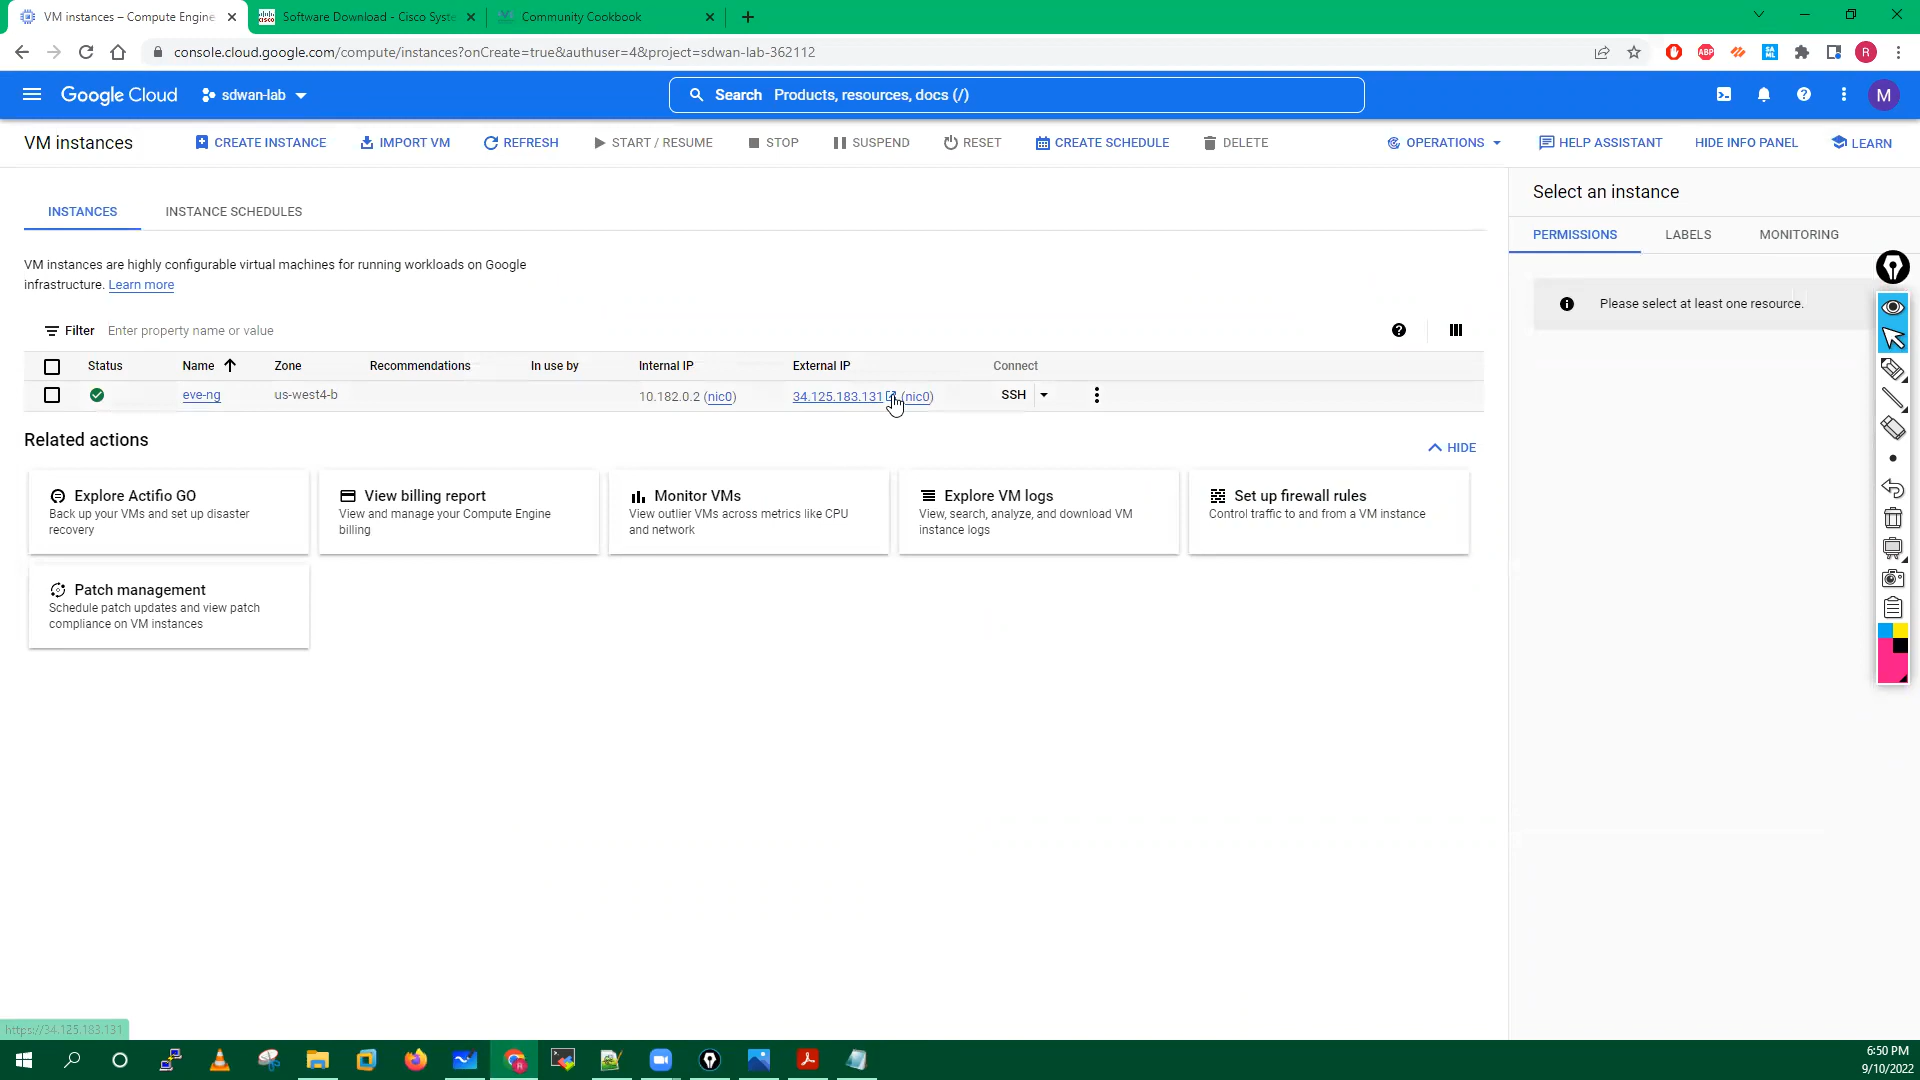 VM instances – Compute Engine
Software Download - Cisco Syste
Community Cookbook
console.cloud.google.com/compute/instances?onCreate=true&authuser=4&project=sdwan-lab-362112
ABP
R
Google Cloud
sdwan-lab
Search Products, resources, docs (/)
M
VM instances
CREATE INSTANCE
IMPORT VM
REFRESH
START / RESUME
STOP
SUSPEND
RESET
CREATE SCHEDULE
DELETE
OPERATIONS
HELP ASSISTANT
HIDE INFO PANEL
LEARN
INSTANCES
INSTANCE SCHEDULES
VM instances are highly configurable virtual machines for running workloads on Google
infrastructure. Learn more
Filter Enter property name or value
Status Name Zone Recommendations In use by Internal IP External IP Connect
eve-ng us-west4-b 10.182.0.2 (nic0) 34.125.183.131 (nic0) SSH
Related actions
HIDE
Explore Actifio GO
Back up your VMs and set up disaster
recovery
View billing report
View and manage your Compute Engine
billing
Monitor VMs
View outlier VMs across metrics like CPU
and network
Explore VM logs
View, search, analyze, and download VM
instance logs
Set up firewall rules
Control traffic to and from a VM instance
Patch management
Schedule patch updates and view patch
compliance on VM instances
Select an instance
PERMISSIONS
LABELS
MONITORING
Please select at least one resource.
https://34.125.183.131
6:50 PM
9/10/2022